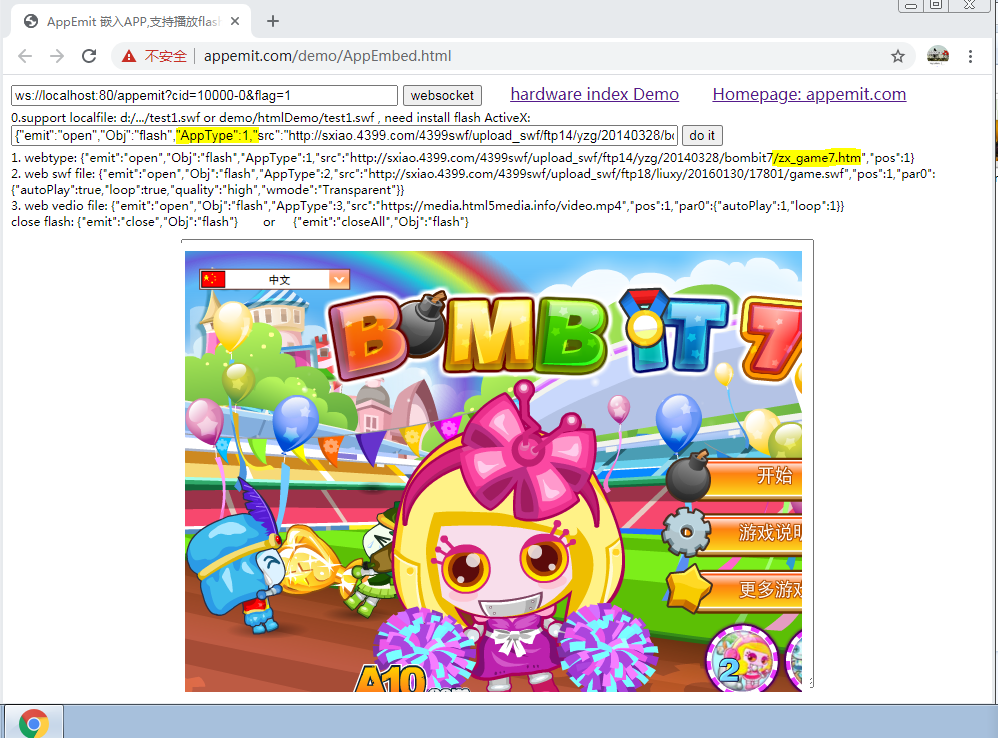 AppEmit 嵌入APP,支持播放flash
不安全 appemit.com/demo/AppEmbed.html
ws://localhost:80/appemit?cid=10000-0&flag=1 websocket hardware index Demo Homepage: appemit.com
0.support localfile: d:/.../test1.swf or demo/htmlDemo/test1.swf , need install flash ActiveX:
{"emit":"open","Obj":"flash","AppType":1,"src":"http://sxiao.4399.com/4399swf/upload_swf/ftp14/yzg/20140328/bo do it
1. webtype: {"emit":"open","Obj":"flash","AppType":1,"src":"http://sxiao.4399.com/4399swf/upload_swf/ftp14/yzg/20140328/bombit7/zx_game7.htm","pos":1}
2. web swf file: {"emit":"open","Obj":"flash","AppType":2,"src":"http://sxiao.4399.com/4399swf/upload_swf/ftp18/liuxy/20160130/17801/game.swf","pos":1,"par0":
{"autoPlay":true,"loop":true,"quality":"high","wmode":"Transparent"}}
3. web vedio file: {"emit":"open","Obj":"flash","AppType":3,"src":"https://media.html5media.info/video.mp4","pos":1,"par0":{"autoPlay":1,"loop":1}}
close flash: {"emit":"close","Obj":"flash"} or {"emit":"closeAll","Obj":"flash"}
中文
BOMB IT 7
开始
游戏说明
更多游戏
2
A10.com